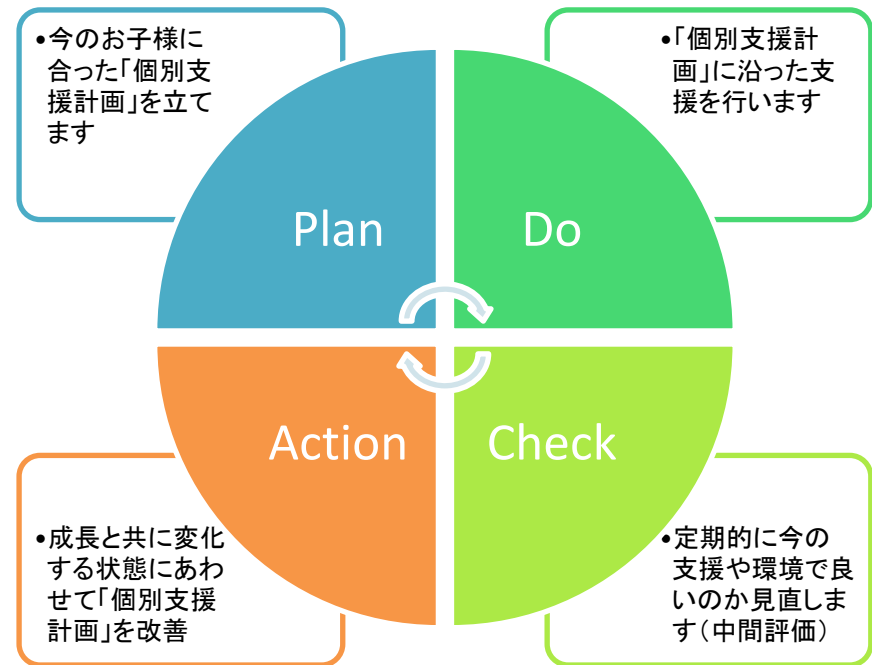 •今のお子様に
合った「個別支
援計画」を立て
ます
•「個別支援計
画」に沿った支
援を行います
Plan
Do
Action
Check
•成長と共に変化
する状態にあわ
せて「個別支援
計画」を改善
•定期的に今の
支援や環境で良
いのか見直しま
す（中間評価）